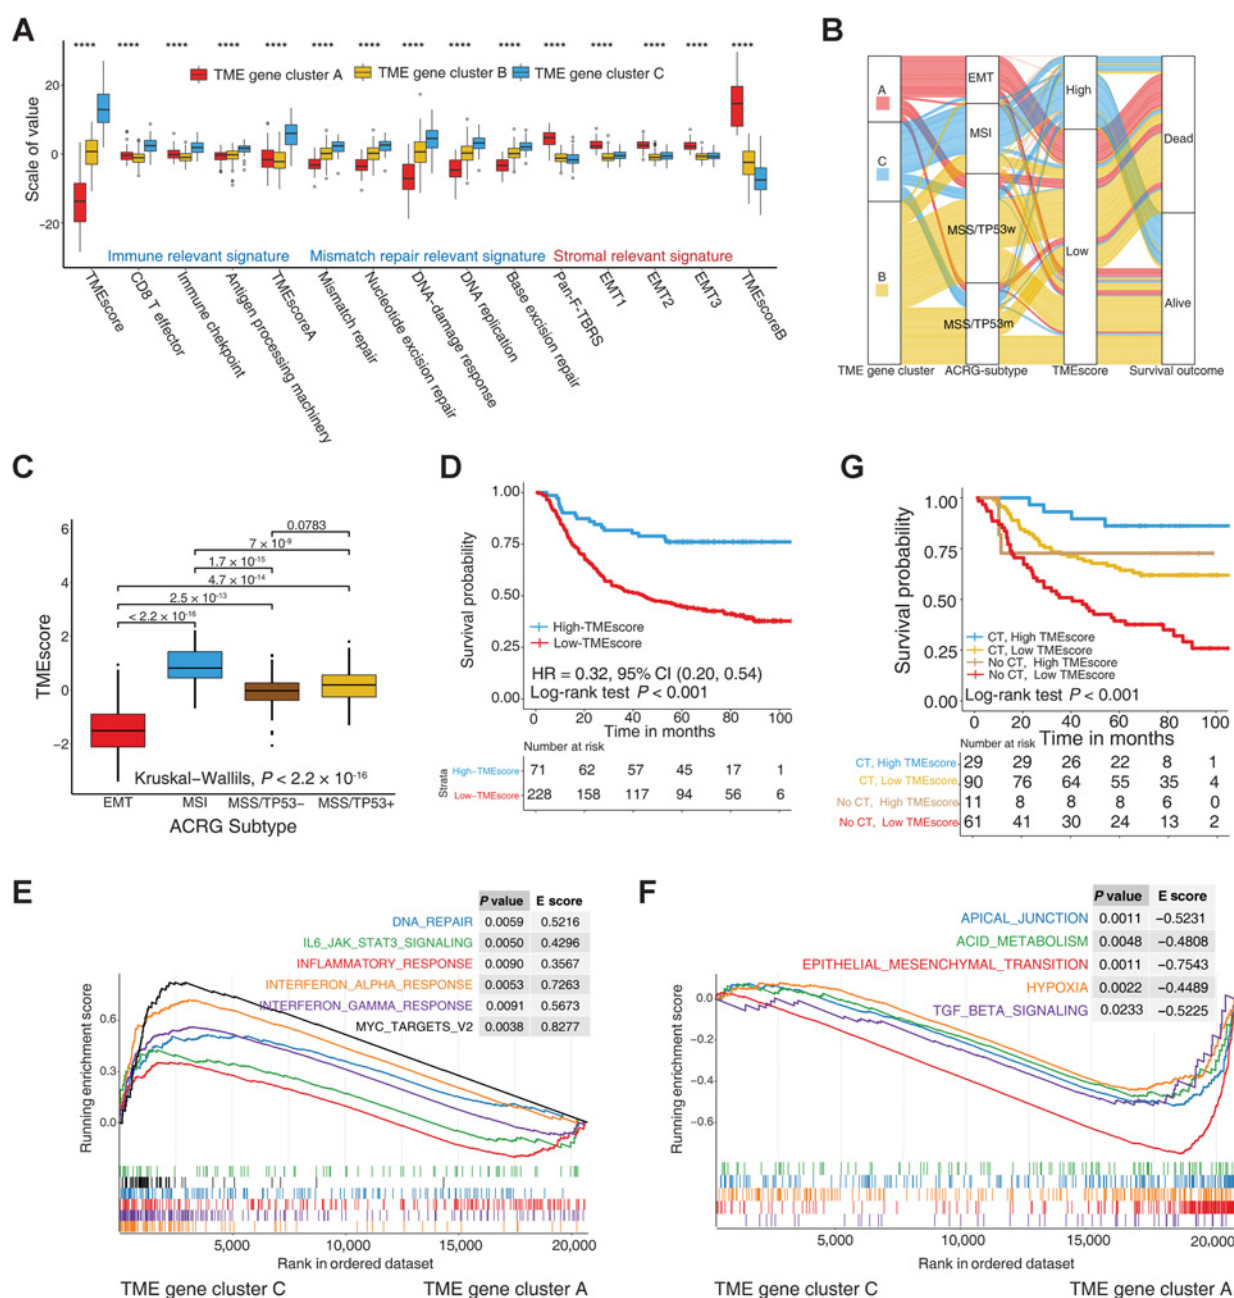 A
**** **** **** **** **** **** **** **** **** **** **** **** **** **** ****
TME gene cluster A TME gene cluster B TME gene cluster C
Scale of value
20
0
−20
Immune relevant signature Mismatch repair relevant signature Stromal relevant signature
TMEscore
CD8 T effector
Immune chekpoint
Antigen processing machinery
TMEscoreA
Mismatch repair
Nucleotide excision repair
DNA-damage response
DNA replication
Base excision repair
Pan-F-TBRS
EMT1
EMT2
EMT3
TMEscoreB
B
A
C
B
EMT
MSI
MSS/TP53w
MSS/TP53m
High
Low
Dead
Alive
TME gene cluster ACRG-subtype TMEscore Survival outcome
C
TMEscore
6
4
2
0
−2
0.0783
7 × 10-9
1.7 × 10-15
4.7 × 10-14
2.5 × 10-13
< 2.2 × 10-16
Kruskal−Wallils, P < 2.2 × 10-16
EMT MSI MSS/TP53− MSS/TP53+
ACRG Subtype
D
Survival probability
1.00
0.75
0.50
0.25
0.00
High-TMEscore
Low-TMEscore
HR = 0.32, 95% CI (0.20, 0.54)
Log-rank test P < 0.001
0 20 40 60 80 100
Time in months
Number at risk
Strata
High−TMEscore 71 62 57 45 17 1
Low−TMEscore 228 158 117 94 56 6
G
Survival probability
1.00
0.75
0.50
0.25
0.00
CT, High TMEscore
CT, Low TMEscore
No CT, High TMEscore
No CT, Low TMEscore
Log-rank test P < 0.001
0 20 40 60 80 100
Number at risk Time in months
CT, High TMEscore 29 29 26 22 8 1
CT, Low TMEscore 90 76 64 55 35 4
No CT, High TMEscore 11 8 8 8 6 0
No CT, Low TMEscore 61 41 30 24 13 2
E
P value E score
DNA_REPAIR 0.0059 0.5216
IL6_JAK_STAT3_SIGNALING 0.0050 0.4296
INFLAMMATORY_RESPONSE 0.0090 0.3567
INTERFERON_ALPHA_RESPONSE 0.0053 0.7263
INTERFERON_GAMMA_RESPONSE 0.0091 0.5673
MYC_TARGETS_V2 0.0038 0.8277
Running enrichment score
0.6
0.3
0.0
5,000 10,000 15,000 20,000
Rank in ordered dataset
TME gene cluster C TME gene cluster A
F
P value E score
APICAL_JUNCTION 0.0011 −0.5231
ACID_METABOLISM 0.0048 −0.4808
EPITHELIAL_MESENCHYMAL_TRANSITION 0.0011 −0.7543
HYPOXIA 0.0022 −0.4489
TGF_BETA_SIGNALING 0.0233 −0.5225
Running enrichment score
0.0
−0.2
−0.4
−0.6
5,000 10,000 15,000 20,000
Rank in ordered dataset
TME gene cluster C TME gene cluster A